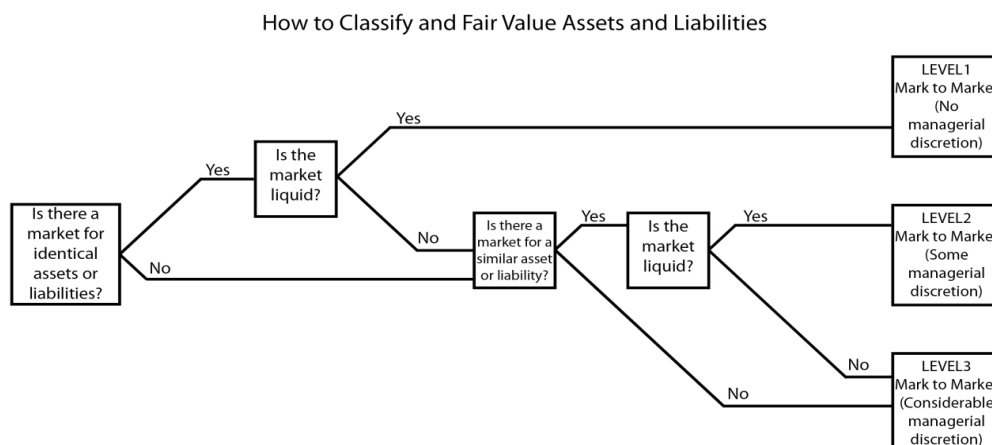 How to Classify and Fair Value Assets and Liabilities
Is there a
market for
identical
assets or
liabilities?
Yes
No
Is the
market
liquid?
Yes
No
Is there a
market for a
similar asset
or liability?
Yes
No
Is the
market
liquid?
Yes
No
LEVEL1
Mark to Marke
(No
managerial
discretion)
LEVEL2
Mark to Marke
(Some
managerial
discretion)
LEVEL3
Mark to Marke
(Considerable
managerial
discretion)